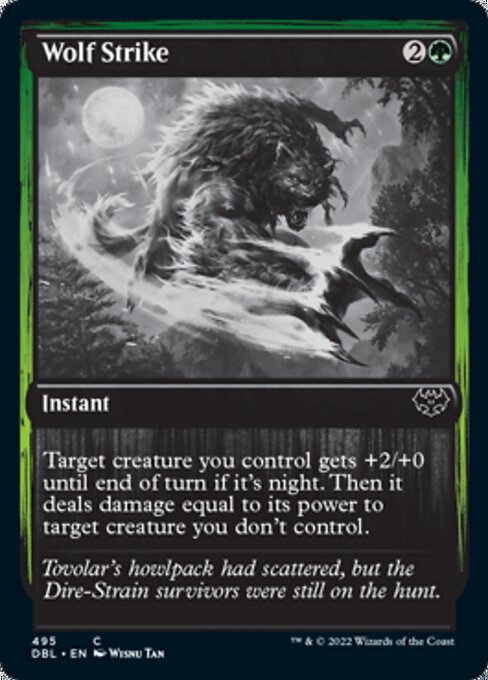 Wolf Strike 2
Instant
Target creature you control gets +2/+0
until end of turn if it's night. Then it
deals damage equal to its power to
target creature you don't control.
Tovolar's howlpack had scattered, but the
Dire-Strain survivors were still on the hunt.
495 C
DBL • EN Wisnu Tan
™ & © 2022 Wizards of the Coast